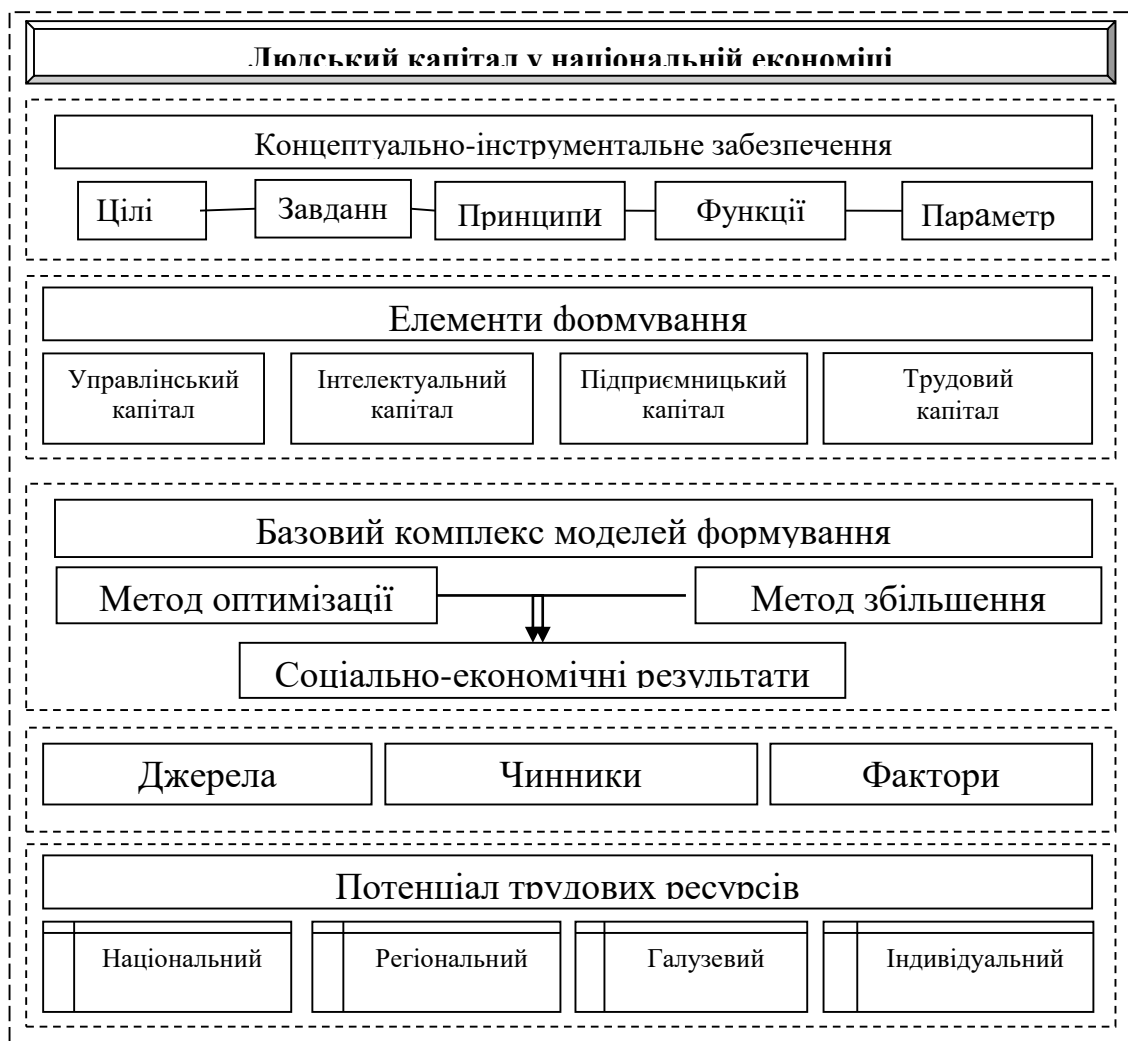 Людський капітал у національній економіці
Концептуально-інструментальне забезпечення
Цілі Завданн Принципи Функції Параметр
Елементи формування
Управлінський Інтелектуальний Підприємницький Трудовий
капітал капітал капітал капітал
Базовий комплекс моделей формування
Метод оптимізації Метод збільшення
Соціально-економічні результати
Джерела Чинники Фактори
Потенціал трудових ресурсів
Національний Регіональний Галузевий Індивідуальний